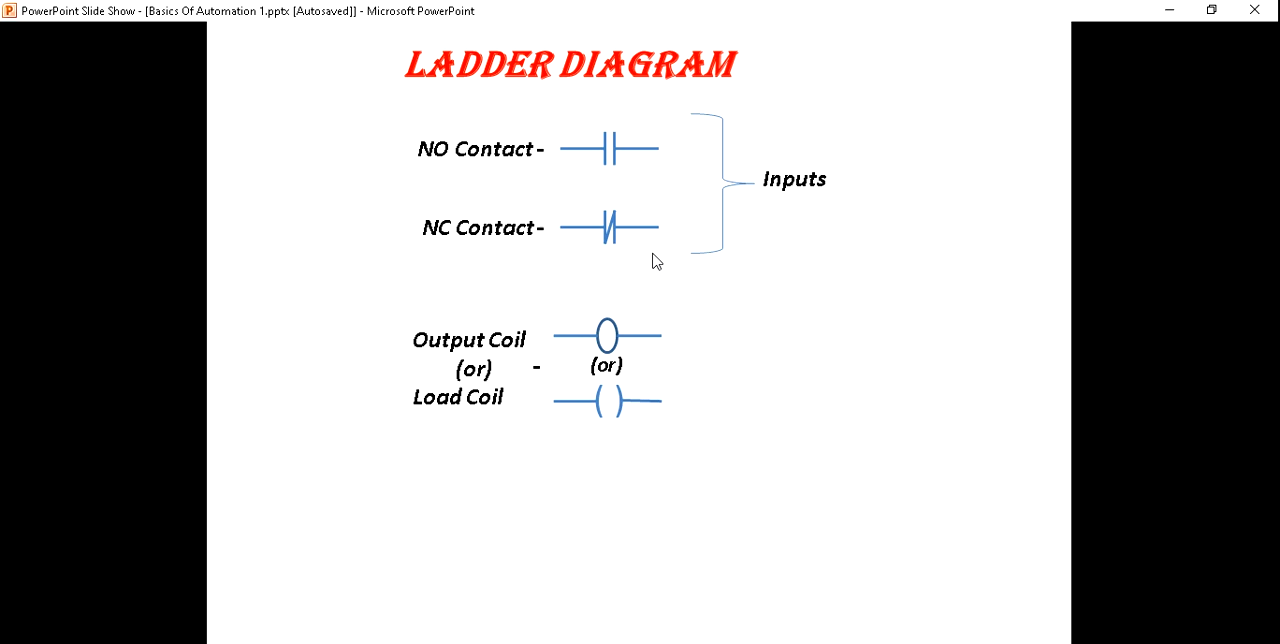 PowerPoint Slide Show - [Basics Of Automation 1.pptx [Autosaved]] - Microsoft PowerPoint
LADDER DIAGRAM
NO Contact -
Inputs
NC Contact -
Output Coil
(or) - (or)
Load Coil